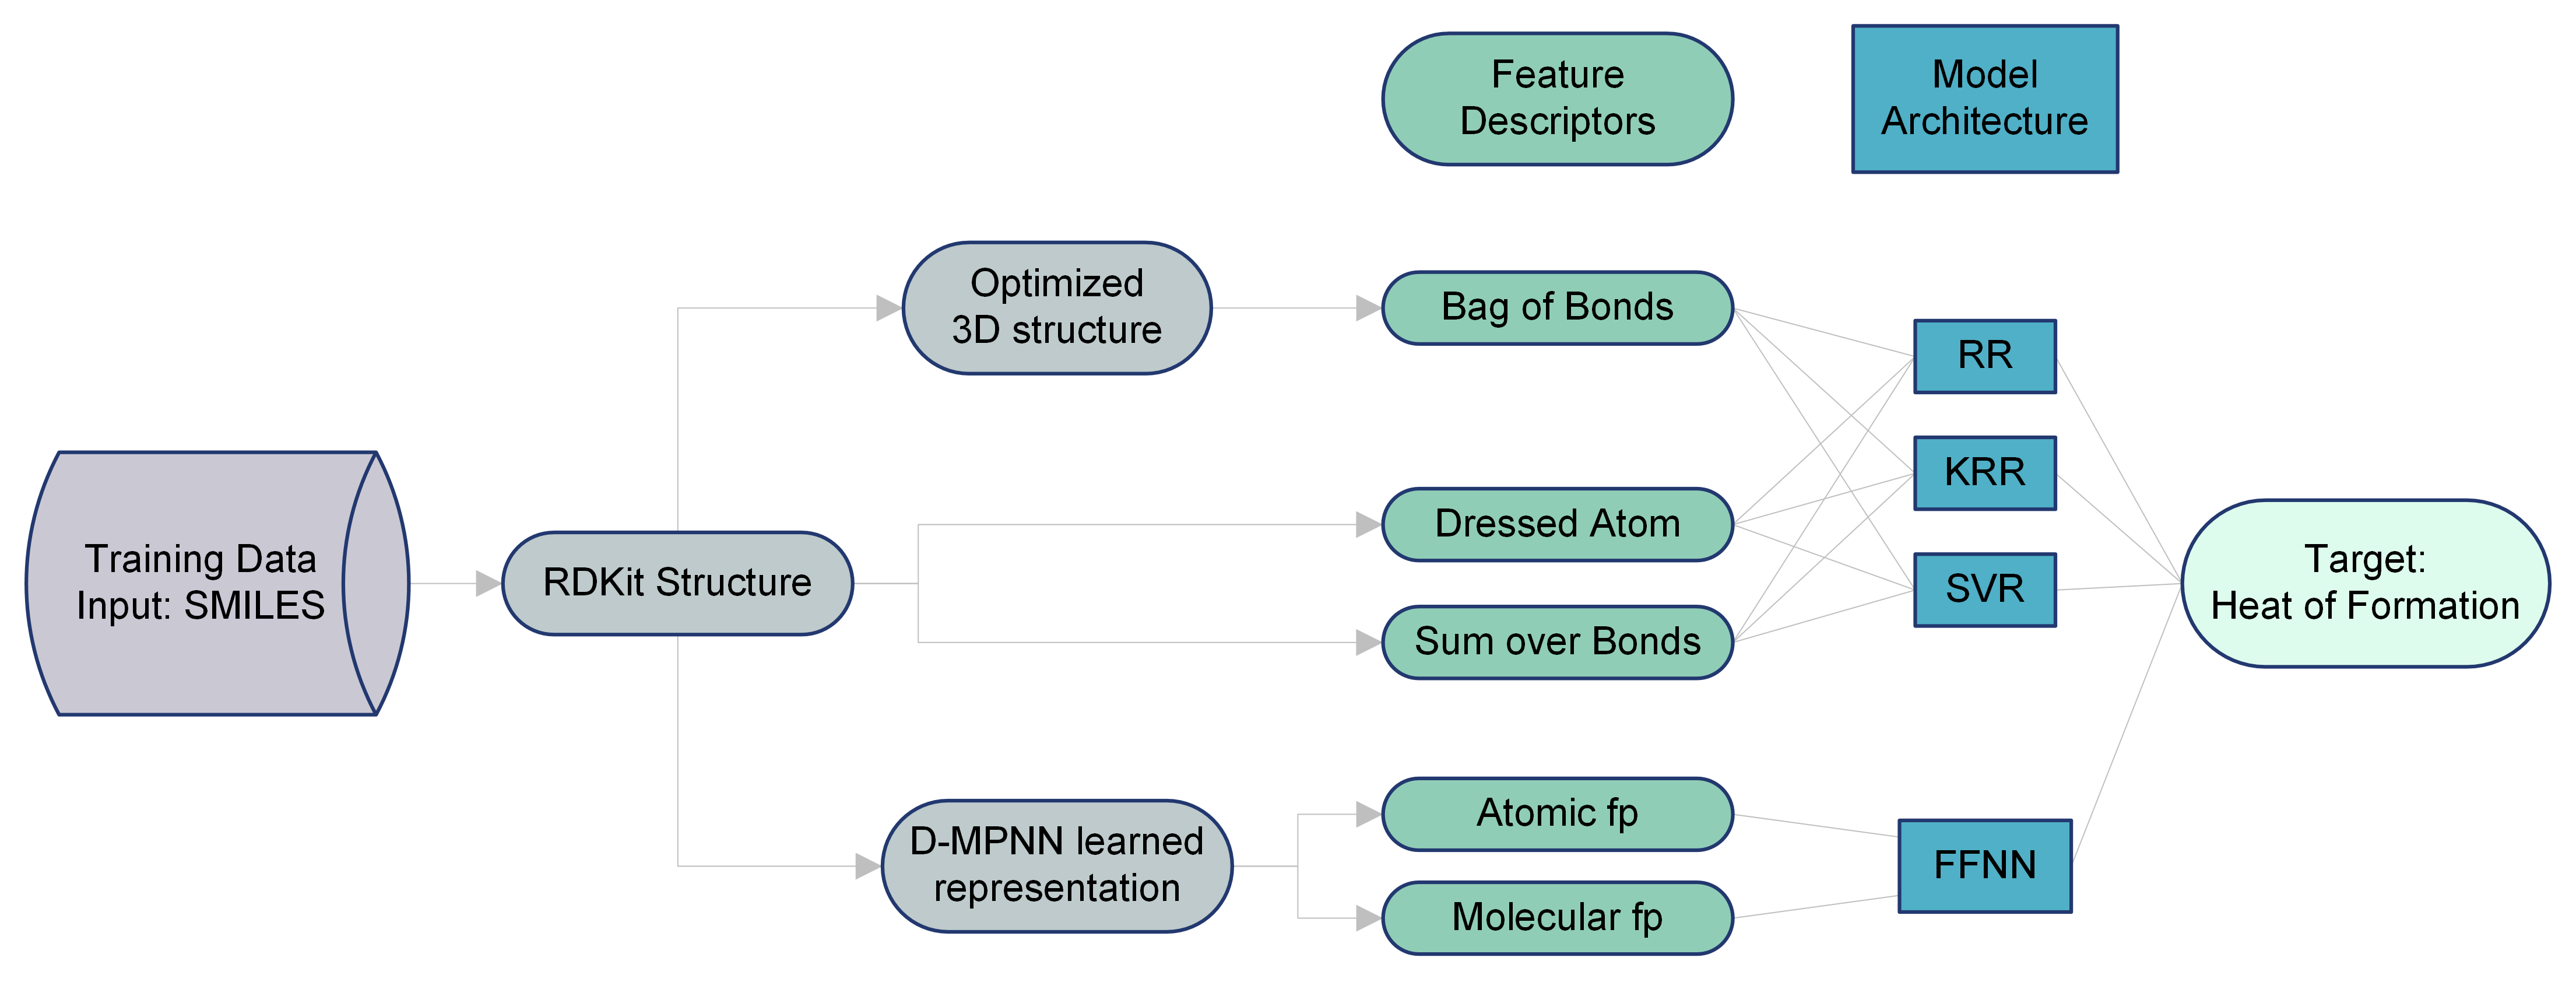 Feature
Descriptors
Model
Architecture
Optimized
3D structure
Bag of Bonds
RR
KRR
Dressed Atom
SVR
Training Data
Input: SMILES
RDKit Structure
Target:
Heat of Formation
Sum over Bonds
Atomic fp
D-MPNN learned
representation
FFNN
Molecular fp